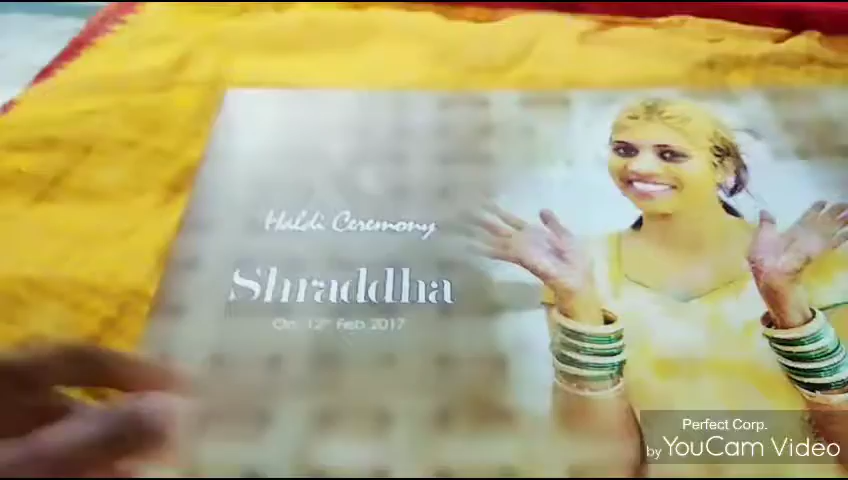 Haldi Ceremony
Shraddha
On 12th Feb 2017
Perfect Corp.
by YouCam Video